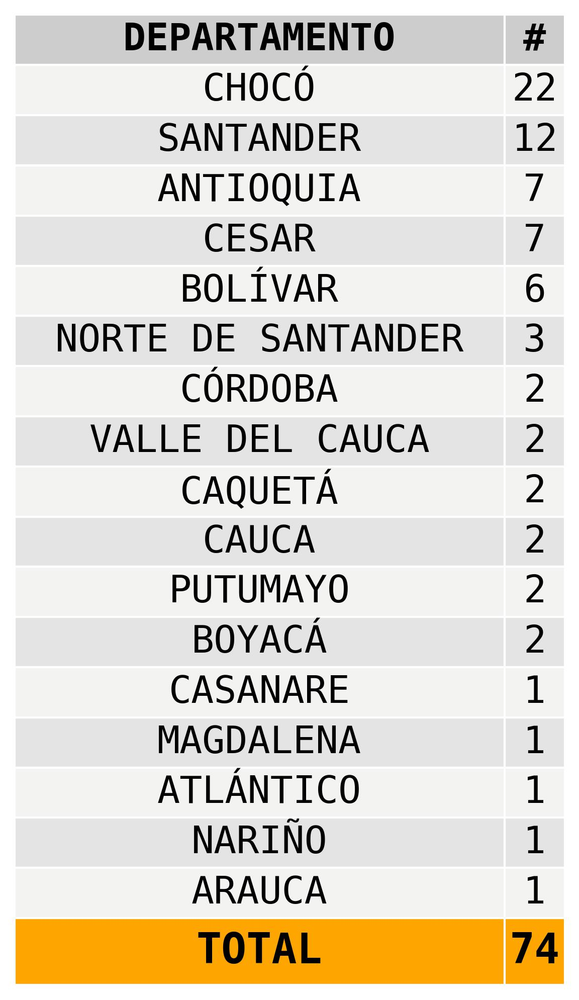 DEPARTAMENTO #
CHOCÓ 22
SANTANDER 12
ANTIOQUIA 7
CESAR 7
BOLÍVAR 6
NORTE DE SANTANDER 3
CÓRDOBA 2
VALLE DEL CAUCA 2
CAQUETÁ 2
CAUCA 2
PUTUMAYO 2
BOYACÁ 2
CASANARE 1
MAGDALENA 1
ATLÁNTICO 1
NARIÑO 1
ARAUCA 1
TOTAL 74